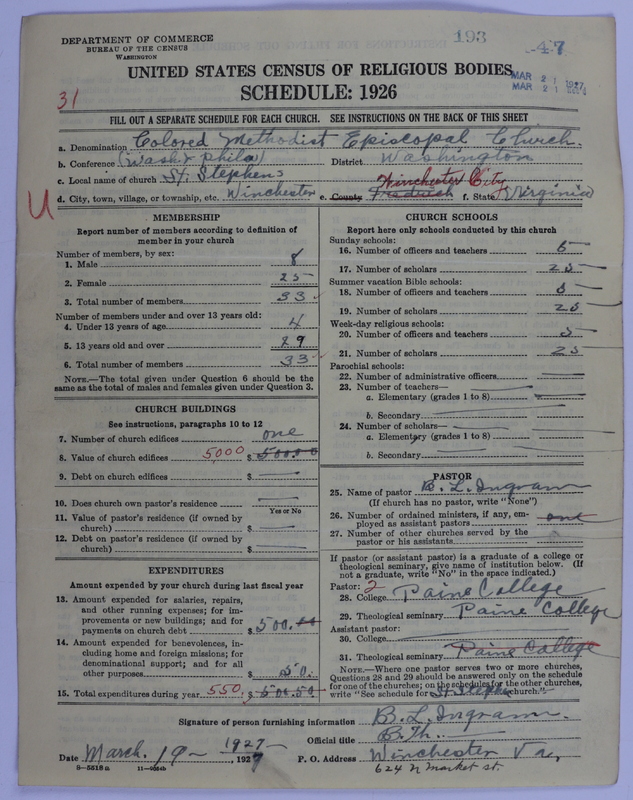 DEPARTMENT OF COMMERCE
BUREAU OF THE CENSUS
WASHINGTON
193
47
UNITED STATES CENSUS OF RELIGIOUS BODIES
SCHEDULE: 1926
MAR 21 1927
MAR 21
31
FILL OUT A SEPARATE SCHEDULE FOR EACH CHURCH. SEE INSTRUCTIONS ON THE BACK OF THIS SHEET
a. Denomination Colored Methodist Episcopal Church.
b. Conference (Wash & Phila) District Washington
c. Local name of church St. Stephens
Winchester City
d. City, town, village, or township, etc. Winchester e. County Frederick f. State Virginia
U
MEMBERSHIP
Report number of members according to definition of member in your church
Number of members, by sex:
1. Male 8
2. Female 25
3. Total number of members 33
Number of members under and over 13 years old:
4. Under 13 years of age 4
5. 13 years old and over 29
6. Total number of members 33
NOTE.—The total given under Question 6 should be the same as the total of males and females given under Question 3.
CHURCH BUILDINGS
See instructions, paragraphs 10 to 12
7. Number of church edifices one
8. Value of church edifices 5,000 $
9. Debt on church edifices $
10. Does church own pastor's residence
Yes or No
11. Value of pastor's residence (if owned by church) $
12. Debt on pastor's residence (if owned by church) $
EXPENDITURES
Amount expended by your church during last fiscal year
13. Amount expended for salaries, repairs, and other running expenses; for improvements or new buildings; and for payments on church debt $ 500.00
14. Amount expended for benevolences, including home and foreign missions; for denominational support; and for all other purposes $ 50.
15. Total expenditures during year 550 $ 500.50
CHURCH SCHOOLS
Report here only schools conducted by this church
Sunday schools:
16. Number of officers and teachers 5
17. Number of scholars 25
Summer vacation Bible schools:
18. Number of officers and teachers 5
19. Number of scholars 25
Week-day religious schools:
20. Number of officers and teachers 5
21. Number of scholars 25
Parochial schools:
22. Number of administrative officers
23. Number of teachers—
a. Elementary (grades 1 to 8)
b. Secondary
24. Number of scholars—
a. Elementary (grades 1 to 8)
b. Secondary
PASTOR
25. Name of pastor B. L. Ingram
(If church has no pastor, write "None")
26. Number of ordained ministers, if any, employed as assistant pastors one
27. Number of other churches served by the pastor or his assistants
If pastor (or assistant pastor) is a graduate of a college or theological seminary, give name of institution below. (If not a graduate, write "No" in the space indicated.)
Pastor: 2
28. College Paine College
29. Theological seminary Paine College
Assistant pastor:
30. College
31. Theological seminary Paine College
NOTE.—Where one pastor serves two or more churches, Questions 28 and 29 should be answered only on the schedule for one of the churches; on the schedules for the other churches, write "See schedule for St. Stephen church."
Signature of person furnishing information B. L. Ingram.
Official title B. Th.
Date March. 19 1927, 1927 P. O. Address Winchester Va,
8—5518a 11—9064b
624 N market st.